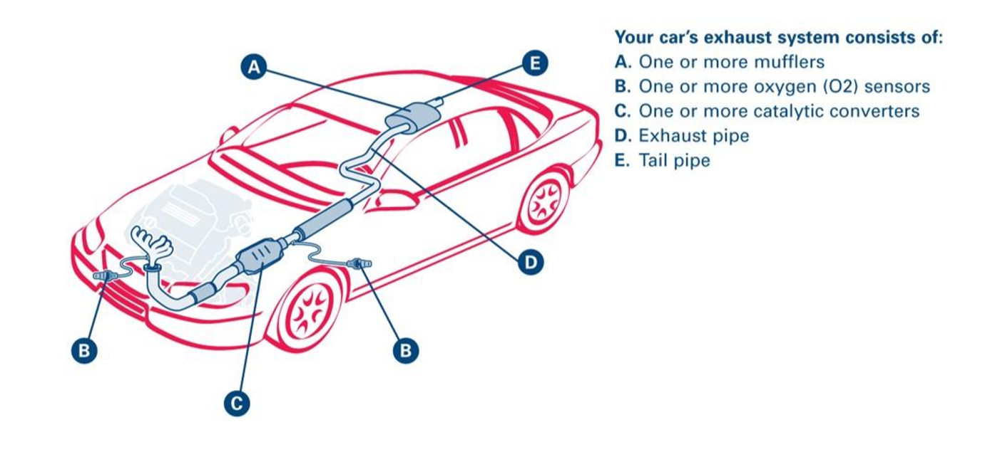 A
E
Your car's exhaust system consists of:
A. One or more mufflers
B. One or more oxygen (O2) sensors
C. One or more catalytic converters
D. Exhaust pipe
E. Tail pipe
D
B
B
C